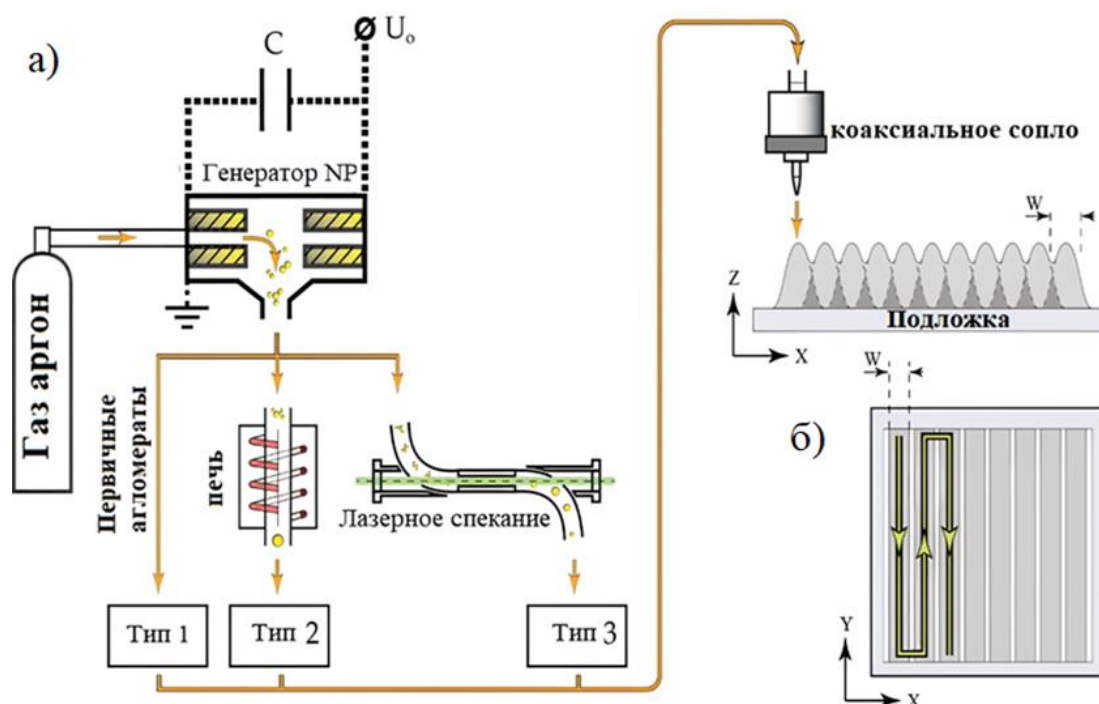 а)
C
U₀
Генератор NP
Газ аргон
Первичные
агломераты
печь
Лазерное спекание
Тип 1
Тип 2
Тип 3
коаксиальное сопло
W
Z
X
Подложка
W
б)
Y
X